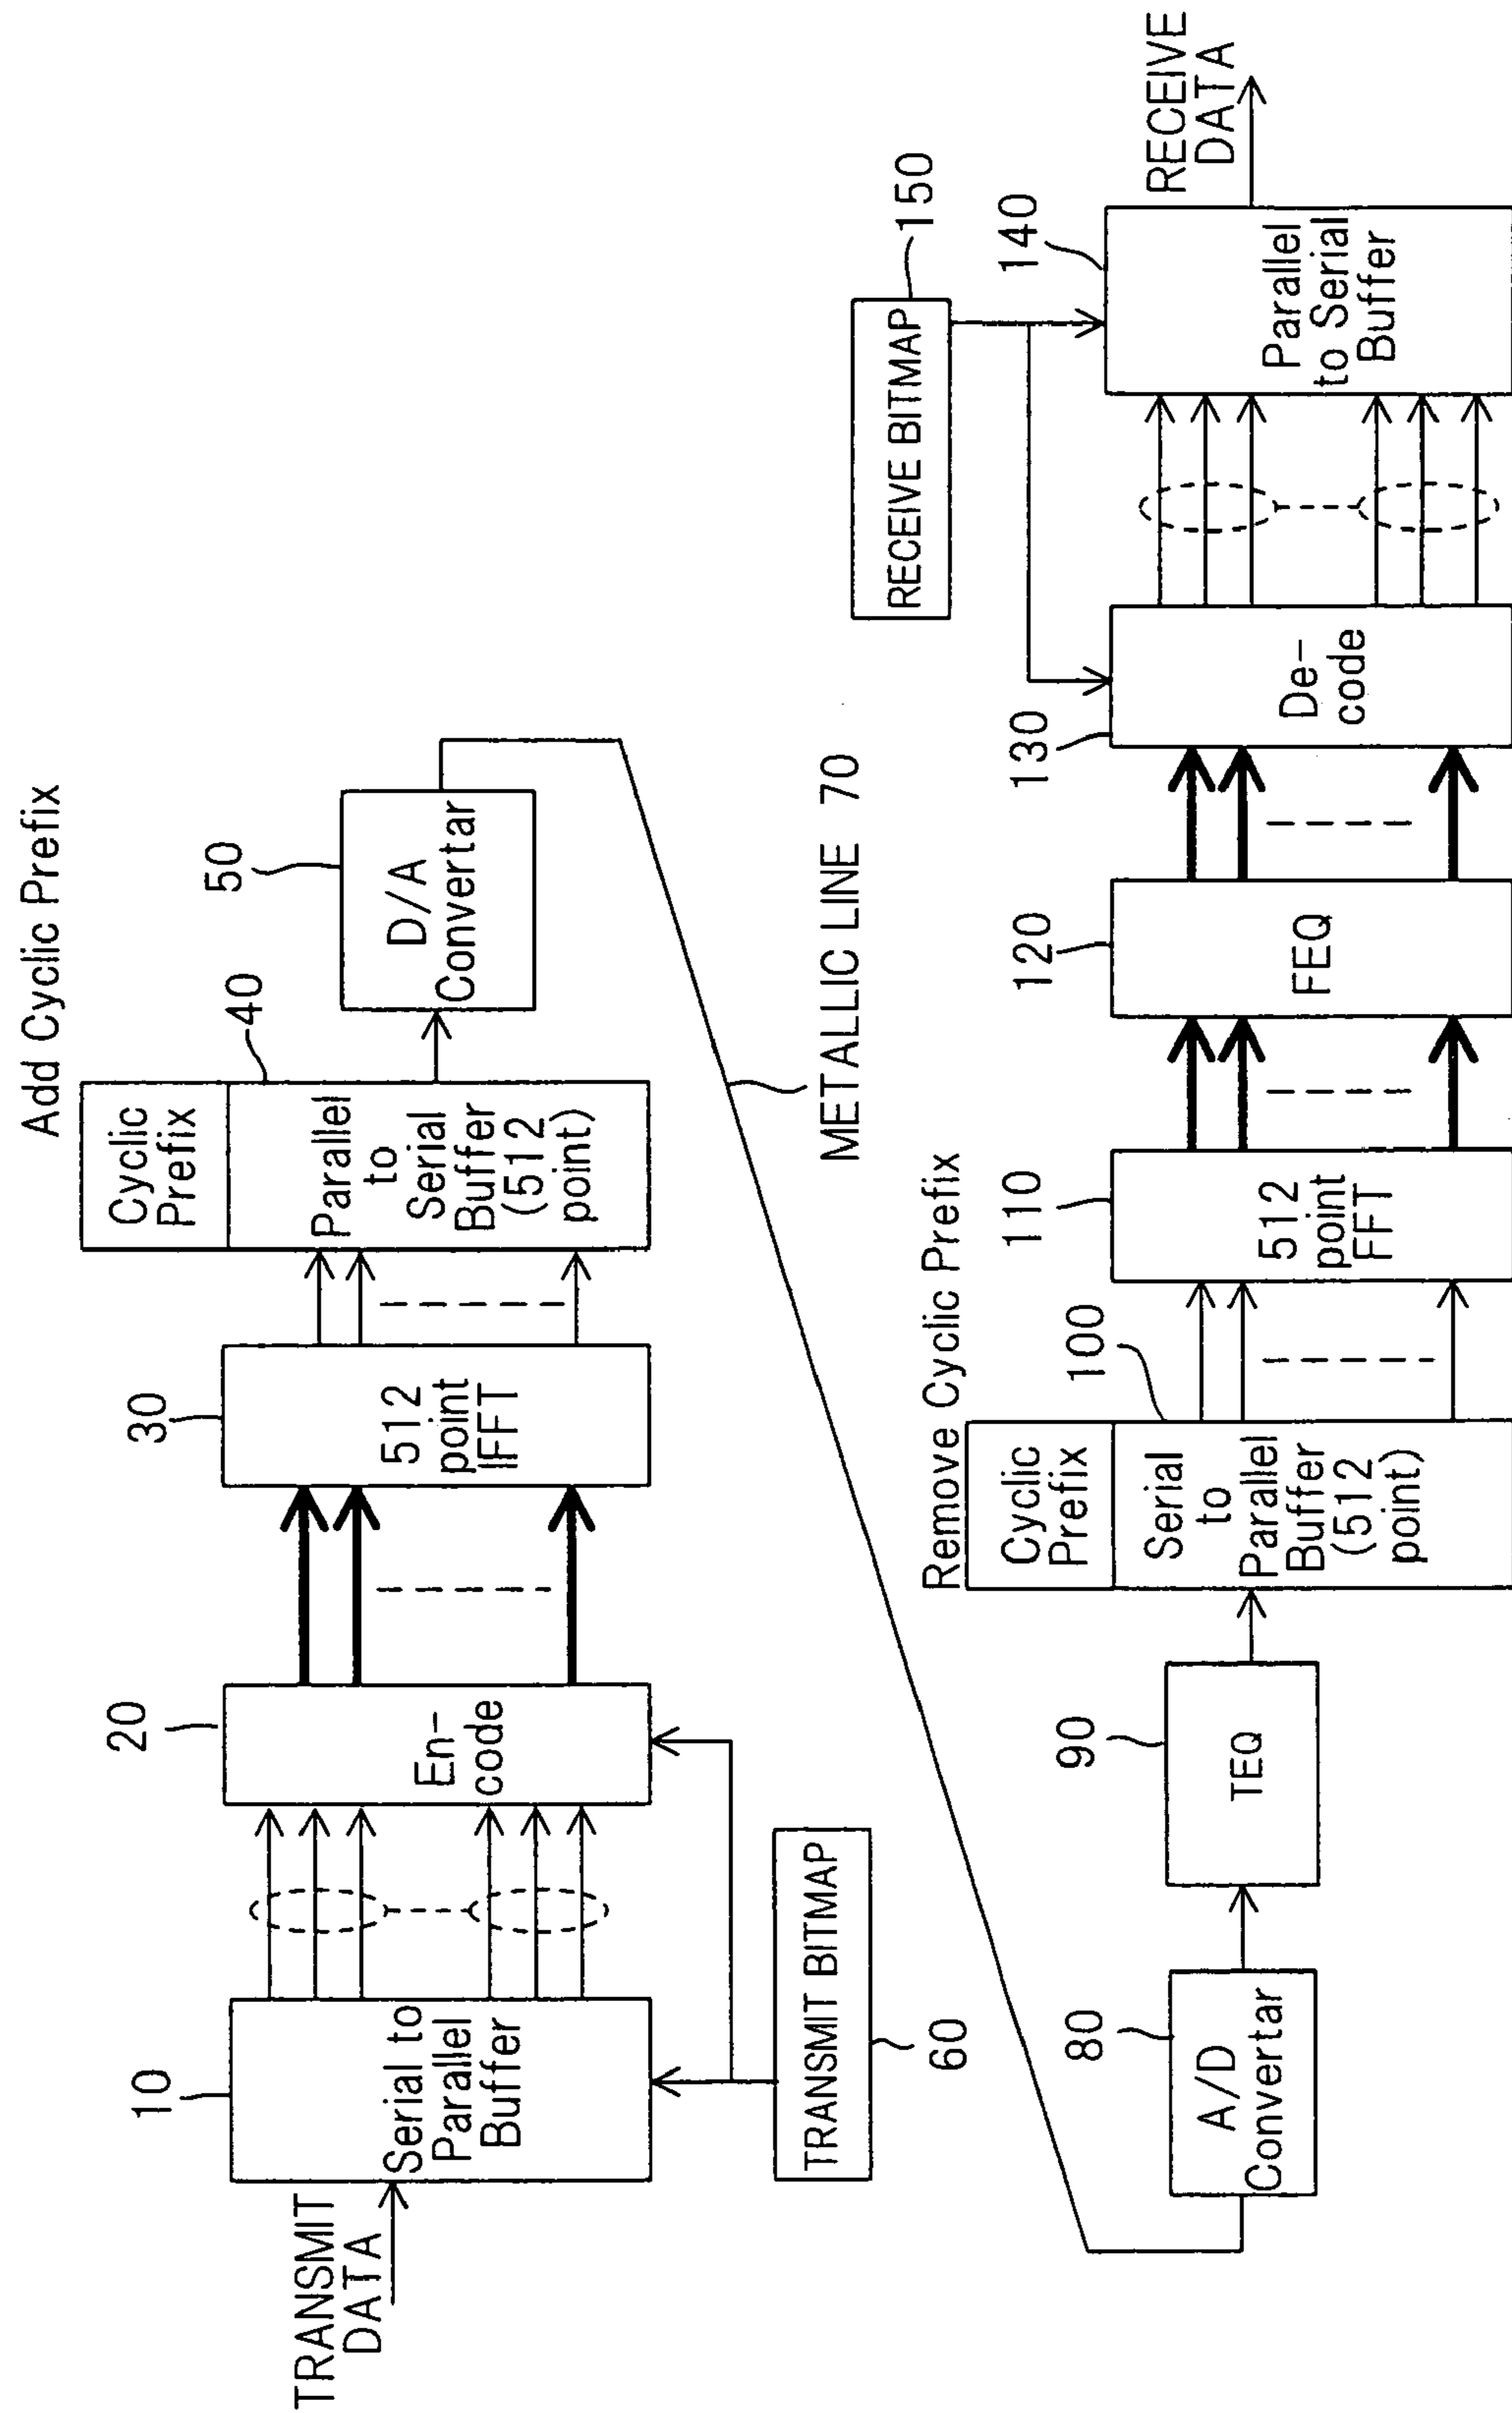 Add Cyclic Prefix
TRANSMIT
DATA
10
Serial to
Parallel
Buffer
20
En-
code
30
512
point
IFFT
Cyclic
Prefix
40
Parallel
to
Serial
Buffer
(512
point)
50
D/A
Convertar
TRANSMIT BITMAP
60
METALLIC LINE 70
80
A/D
Convertar
90
TEQ
Remove Cyclic Prefix
Cyclic
Prefix
100
Serial
to
Parallel
Buffer
(512
point)
110
512
point
FFT
120
FEQ
130
De-
code
RECEIVE BITMAP
150
140
Parallel
to Serial
Buffer
RECEIVE
DATA